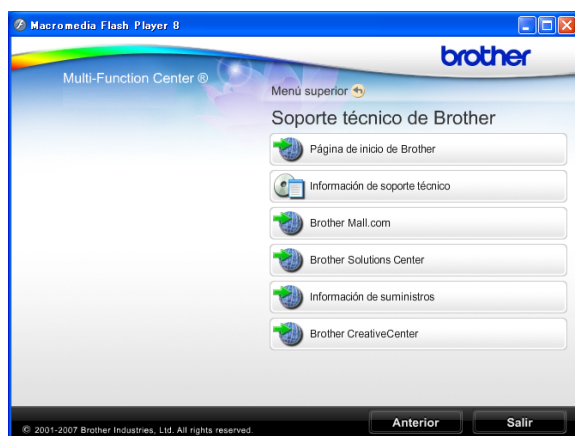 Macromedia Flash Player 8
brother
Multi-Function Center ®
Menú superior
Soporte técnico de Brother
Página de inicio de Brother
Información de soporte técnico
Brother Mall.com
Brother Solutions Center
Información de suministros
Brother CreativeCenter
© 2001-2007 Brother Industries, Ltd. All rights reserved.
Anterior
Salir